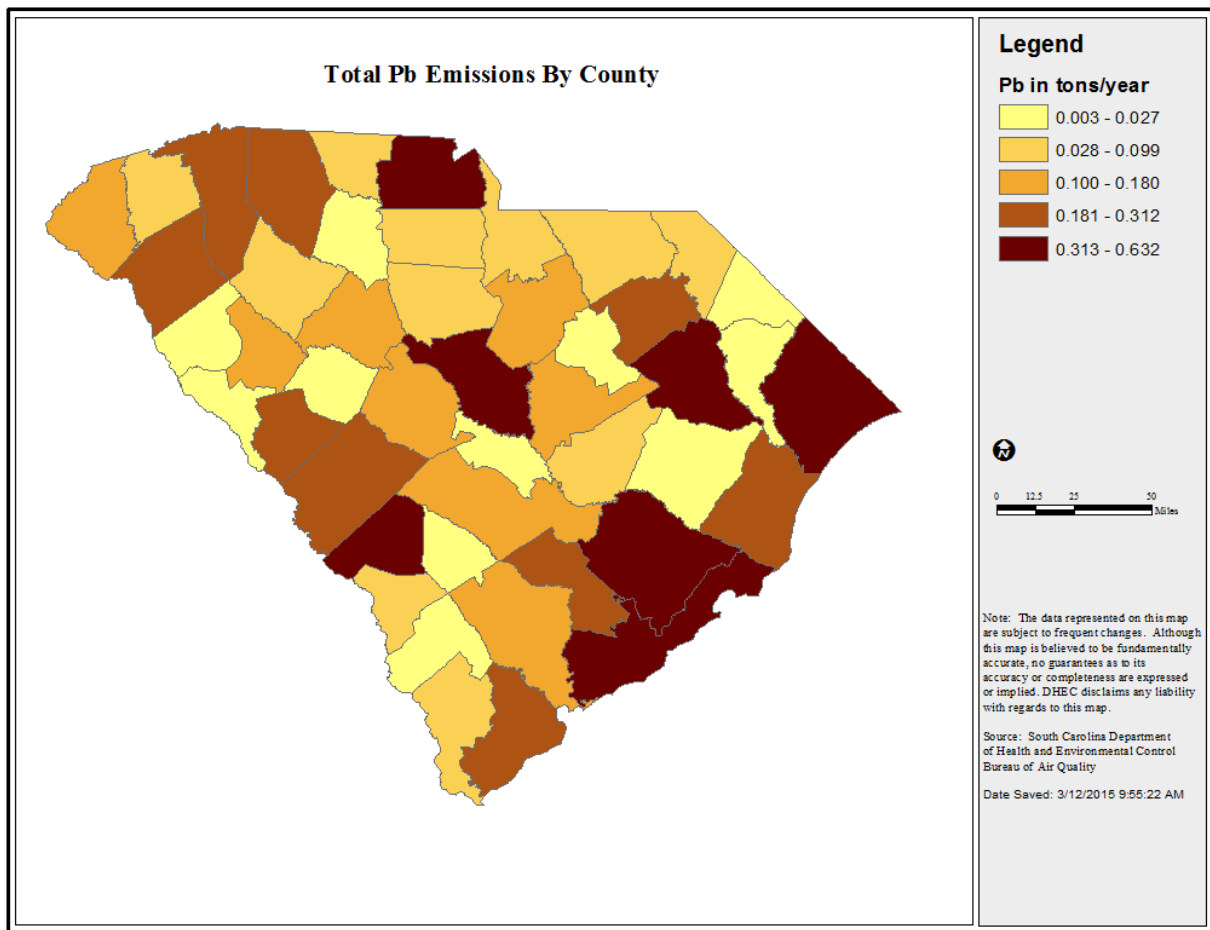 Total Pb Emissions By County
Legend
Pb in tons/year
0.003 - 0.027
0.028 - 0.099
0.100 - 0.180
0.181 - 0.312
0.313 - 0.632
N
0 12.5 25 50
Miles
Note: The data represented on this map
are subject to frequent changes. Although
this map is believed to be fundamentally
accurate, no guarantees as to its
accuracy or completeness are expressed
or implied. DHEC disclaims any liability
with regards to this map.
Source: South Carolina Department
of Health and Environmental Control
Bureau of Air Quality
Date Saved: 3/12/2015 9:55:22 AM